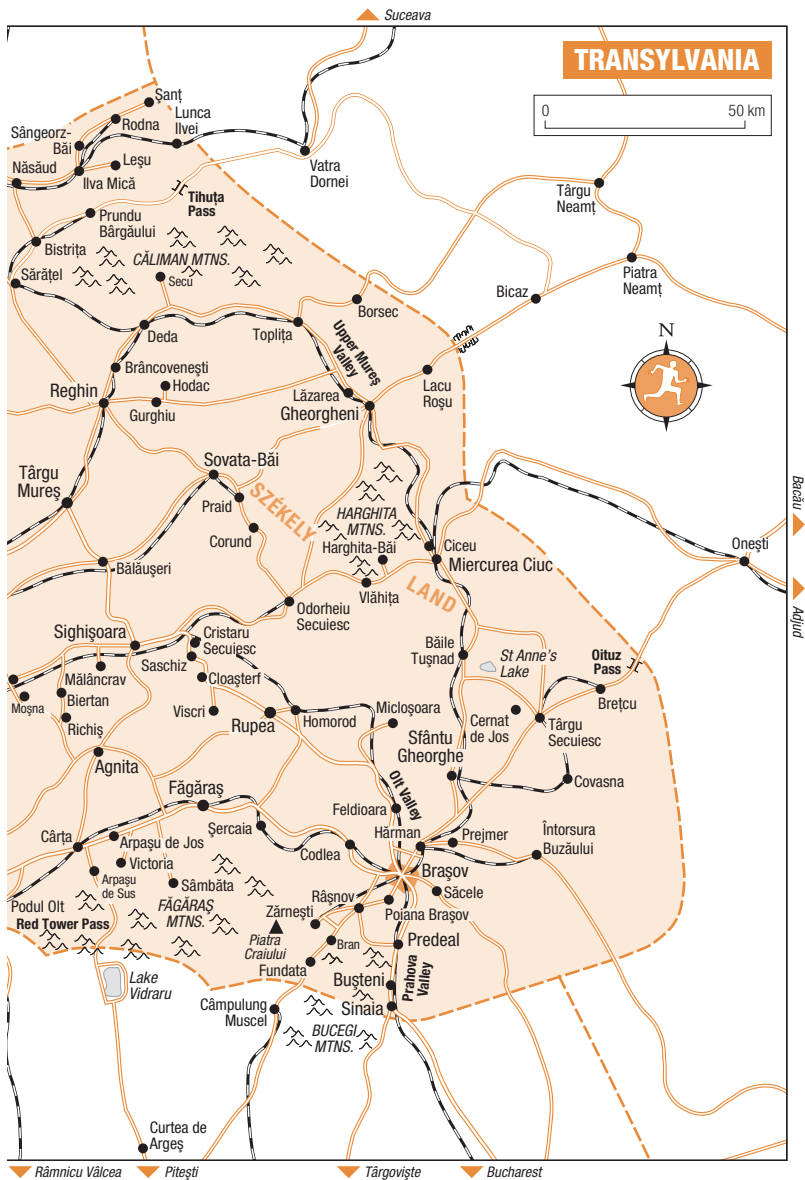 Suceava
TRANSYLVANIA
0 50 km
Şanţ
Rodna
Lunca
Ilvei
Sângeorz-
Băi
Leşu
Năsăud
Ilva Mică
Vatra
Dornei
Tihuţa
Pass
Târgu
Neamţ
Prundu
Bârgăului
Bistriţa
CĂLIMAN MTNS.
Secu
Sărăţel
Piatra
Neamţ
Bicaz
Borsec
Deda
Topliţa
Upper Mureş
Valley
N
Brâncoveneşti
Hodac
Reghin
Gurghiu
Lăzarea
Gheorgheni
Lacu
Roşu
Sovata-Băi
Târgu
Mureş
Praid
SZÉKELY
Corund
HARGHITA
MTNS.
Harghita-Băi
Ciceu
Miercurea Ciuc
Bacău
Oneşti
Adjud
Bălăuşeri
Vlăhiţa
LAND
Odorheiu
Secuiesc
Sighişoara
Cristaru
Secuiesc
Saschiz
Cloaşterf
Băile
Tuşnad
St Anne's
Lake
Oituz
Pass
Mălâncrav
Moşna
Biertan
Richiş
Viscri
Rupea
Homorod
Micloşoara
Cernat
de Jos
Breţcu
Târgu
Secuiesc
Agnita
Sfântu
Gheorghe
Covasna
Făgăraş
Olt Valley
Feldioara
Şercaia
Cârţa
Arpaşu de Jos
Victoria
Arpaşu
de Sus
Sâmbăta
Codlea
Hărman
Prejmer
Întorsura
Buzăului
Braşov
Săcele
Podul Olt
Red Tower Pass
FĂGĂRAŞ
MTNS.
Râşnov
Zărneşti
Poiana Braşov
Piatra
Craiului
Bran
Fundata
Predeal
Prahova
Valley
Lake
Vidraru
Buşteni
Câmpulung
Muscel
Sinaia
BUCEGI
MTNS.
Curtea de
Argeş
Râmnicu Vâlcea
Piteşti
Târgovişte
Bucharest